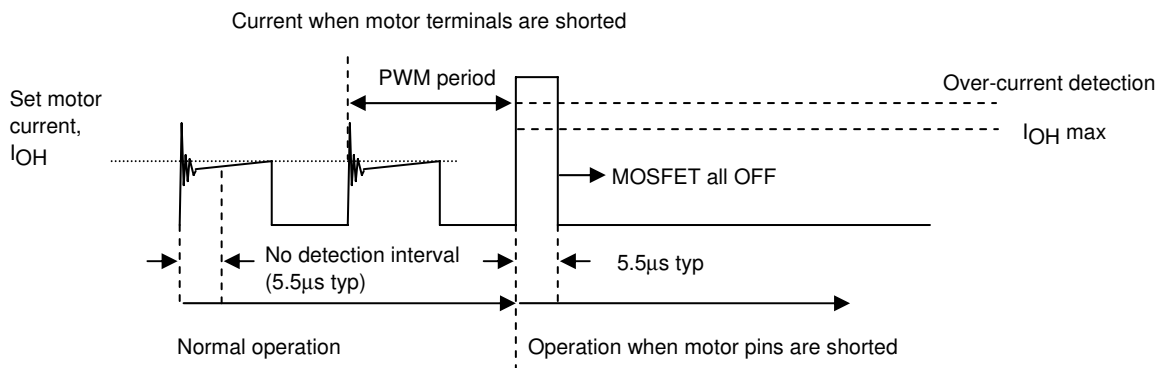 Current when motor terminals are shorted
PWM period
Set motor
current,
IOH
Over-current detection
IOH max
MOSFET all OFF
No detection interval
(5.5μs typ)
5.5μs typ
Normal operation
Operation when motor pins are shorted